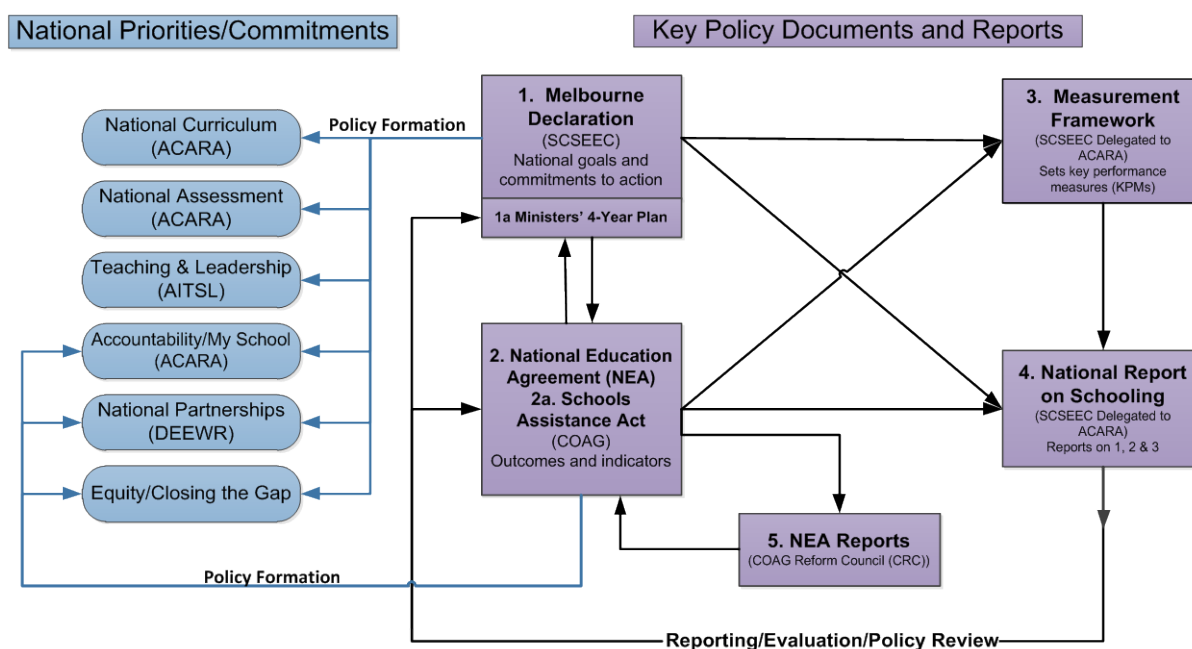 National Priorities/Commitments
Key Policy Documents and Reports
National Curriculum
(ACARA)
National Assessment
(ACARA)
Teaching & Leadership
(AITSL)
Accountability/My School
(ACARA)
National Partnerships
(DEEWR)
Equity/Closing the Gap
Policy Formation
1. Melbourne
Declaration
(SCSEEC)
National goals and
commitments to action
1a Ministers' 4-Year Plan
2. National Education
Agreement (NEA)
2a. Schools
Assistance Act
(COAG)
Outcomes and indicators
3. Measurement
Framework
(SCSEEC Delegated to
ACARA)
Sets key performance
measures (KPMs)
4. National Report
on Schooling
(SCSEEC Delegated to
ACARA)
Reports on 1, 2 & 3
5. NEA Reports
(COAG Reform Council (CRC))
Policy Formation
Reporting/Evaluation/Policy Review